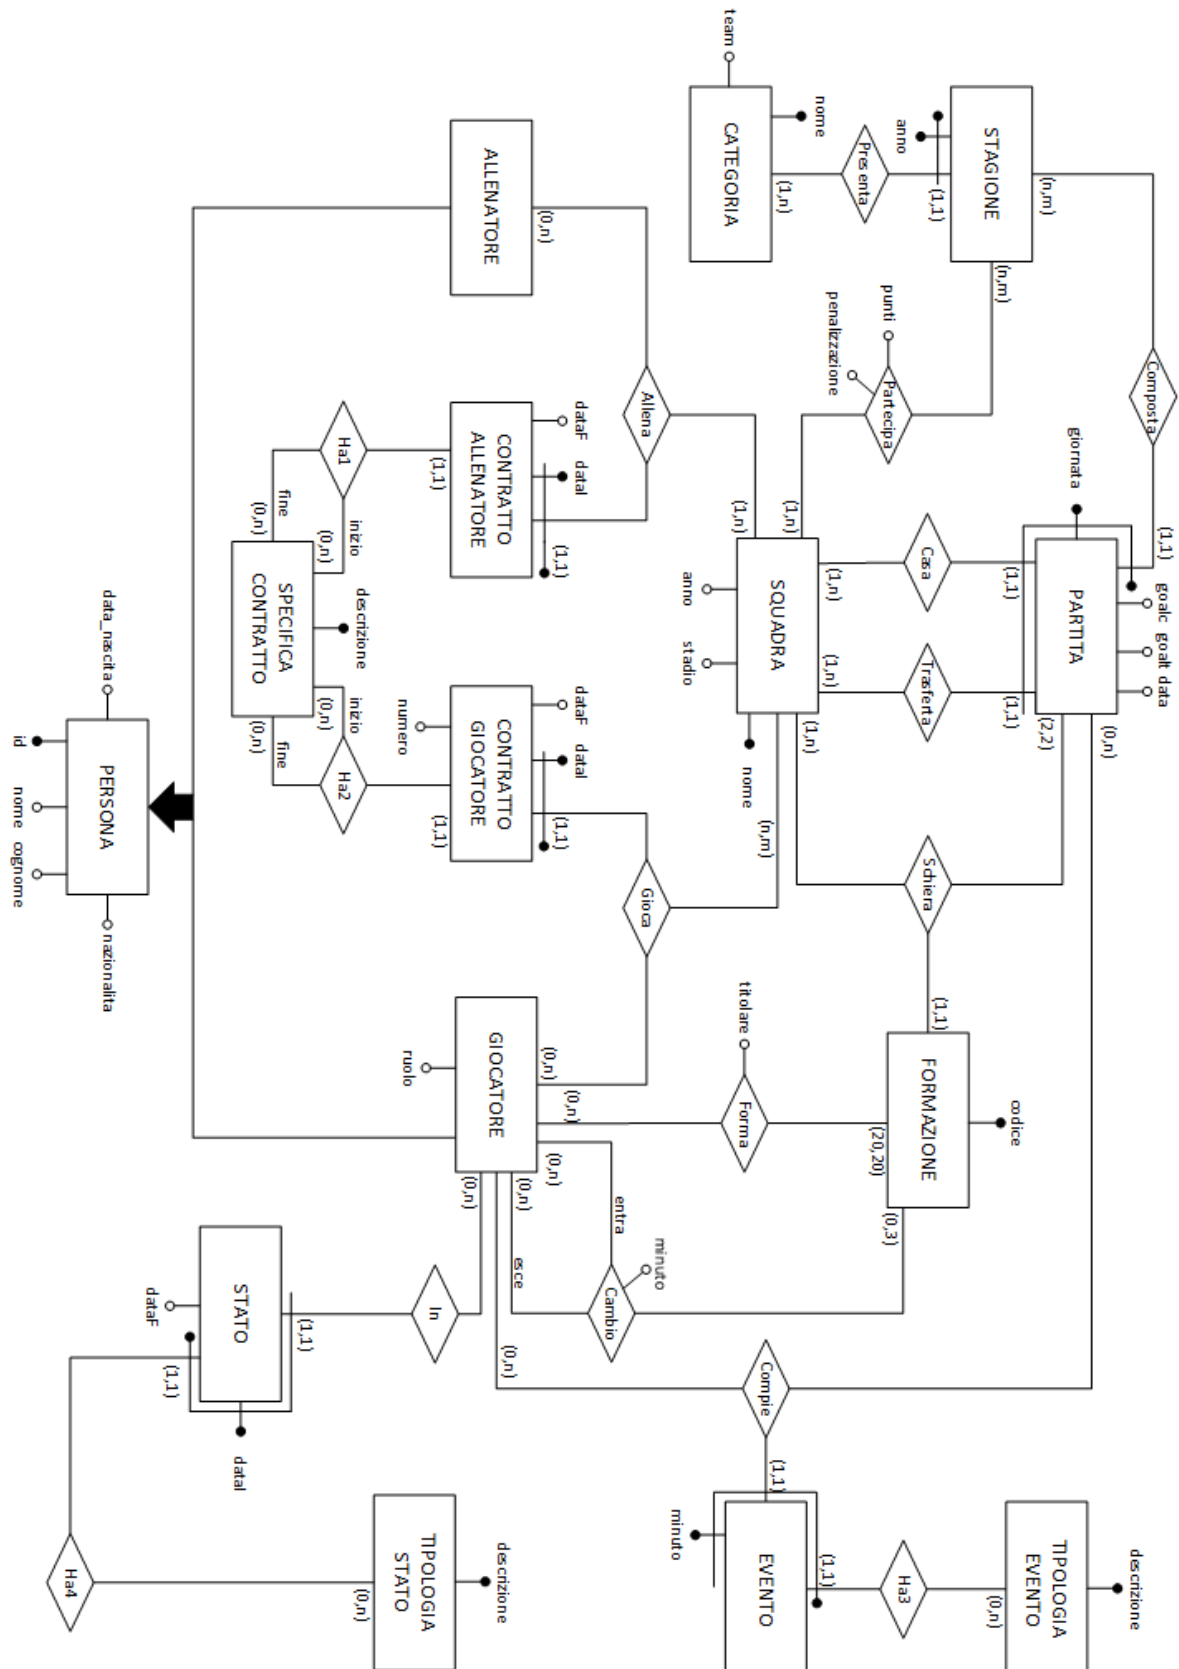 Composta
(1,1)
goalc
goalt
data
descrizione
(n,m)
giornata
PARTITA
(0,n)
(2,2)
TIPOLOGIA
EVENTO
(0,n)
STAGIONE
(n,m)
(1,1)
(1,1)
(1,1)
codice
anno
(1,1)
Casa
Trasferta
Schiera
FORMAZIONE
(20,20)
(0,3)
Ha3
Presenta
punti
Partecipa
penalizzazione
(1,n)
(1,n)
(1,1)
nome
(1,n)
(1,n)
(1,n)
(1,n)
SQUADRA
(n,m)
(1,1)
EVENTO
team
CATEGORIA
nome
titolare
Forma
Compie
anno
stadio
minuto
minuto
Allena
Gioca
entra
Cambio
(0,n)
dataF
dataI
(1,1)
dataF
dataI
(1,1)
(0,n)
(0,n)
(0,n)
(0,n)
(0,n)
esce
(0,n)
descrizione
ALLENATORE
CONTRATTO
ALLENATORE
CONTRATTO
GIOCATORE
GIOCATORE
TIPOLOGIA
STATO
(1,1)
numero
(1,1)
ruolo
In
(0,n)
Ha1
inizio
descrizione
inizio
Ha2
(0,n)
(0,n)
(1,1)
fine
SPECIFICA
CONTRATTO
fine
STATO
dataI
(0,n)
(0,n)
(1,1)
dataF
data_nascita
PERSONA
nazionalita
id
nome
cognome
Ha4